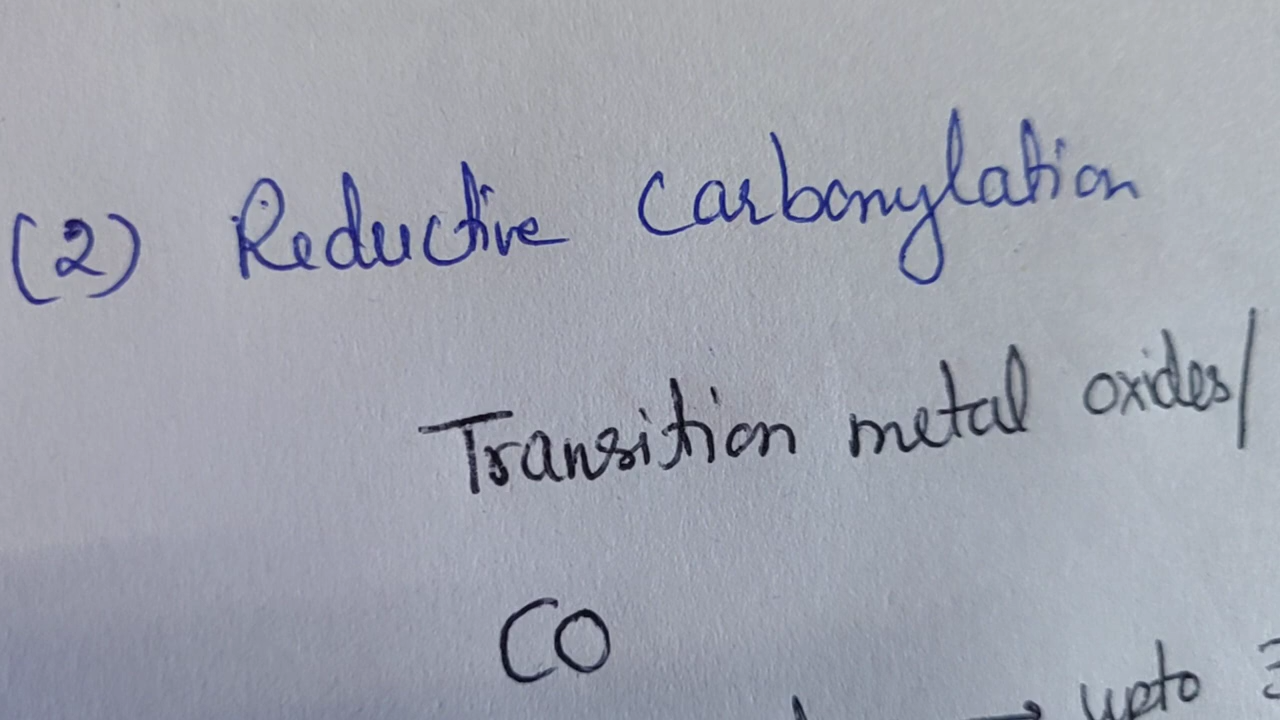 (2) Reductive Carbonylation
Transition metal oxides/
CO
→ upto